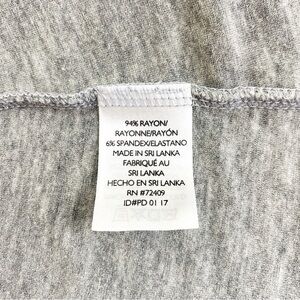 94% RAYON/
RAYONNE/RAYÓN
6% SPANDEX/ELASTANO
MADE IN SRI LANKA
FABRIQUÉ AU
SRI LANKA
HECHO EN SRI LANKA
RN #72409
ID#PD 01 17